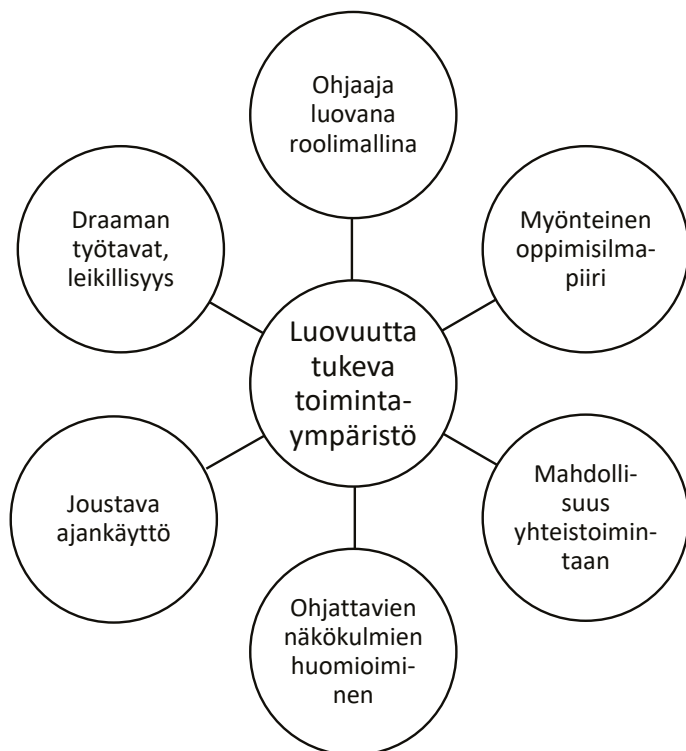 Ohjaaja
luovana
roolimallina
Draaman
työtavat,
leikillisyys
Myönteinen
oppimisilma-
piiri
Luovuutta
tukeva
toiminta-
ympäristö
Joustava
ajankäyttö
Mahdolli-
suus
yhteistoimin-
taan
Ohjattavien
näkökulmien
huomioimi-
nen